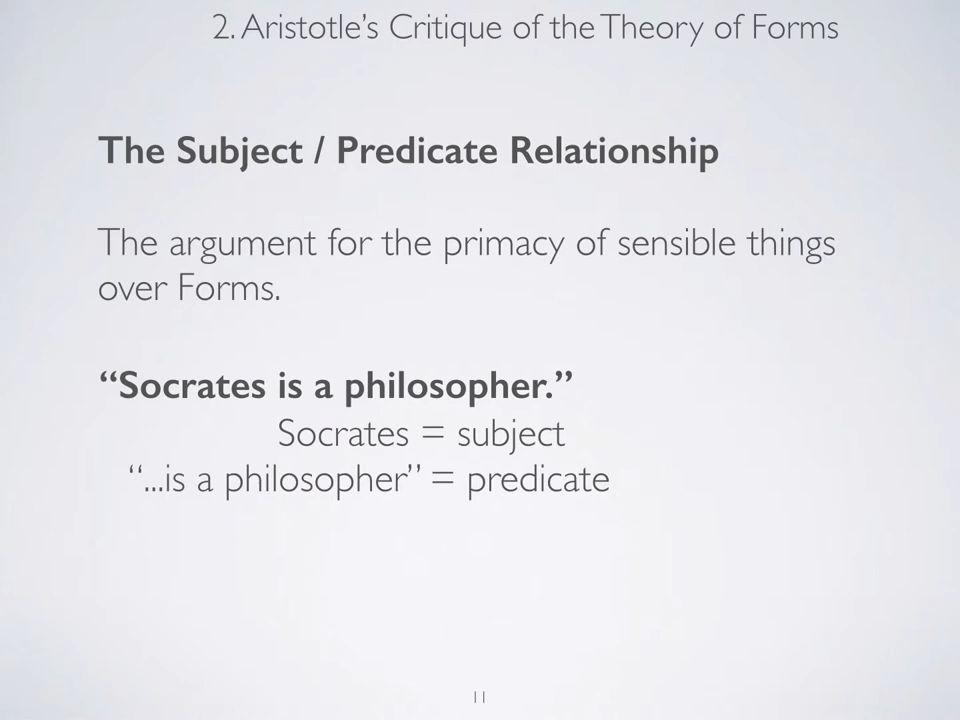 2. Aristotle’s Critique of the Theory of Forms
The Subject / Predicate Relationship
The argument for the primacy of sensible things
over Forms.
“Socrates is a philosopher.”
Socrates = subject
“...is a philosopher” = predicate
11